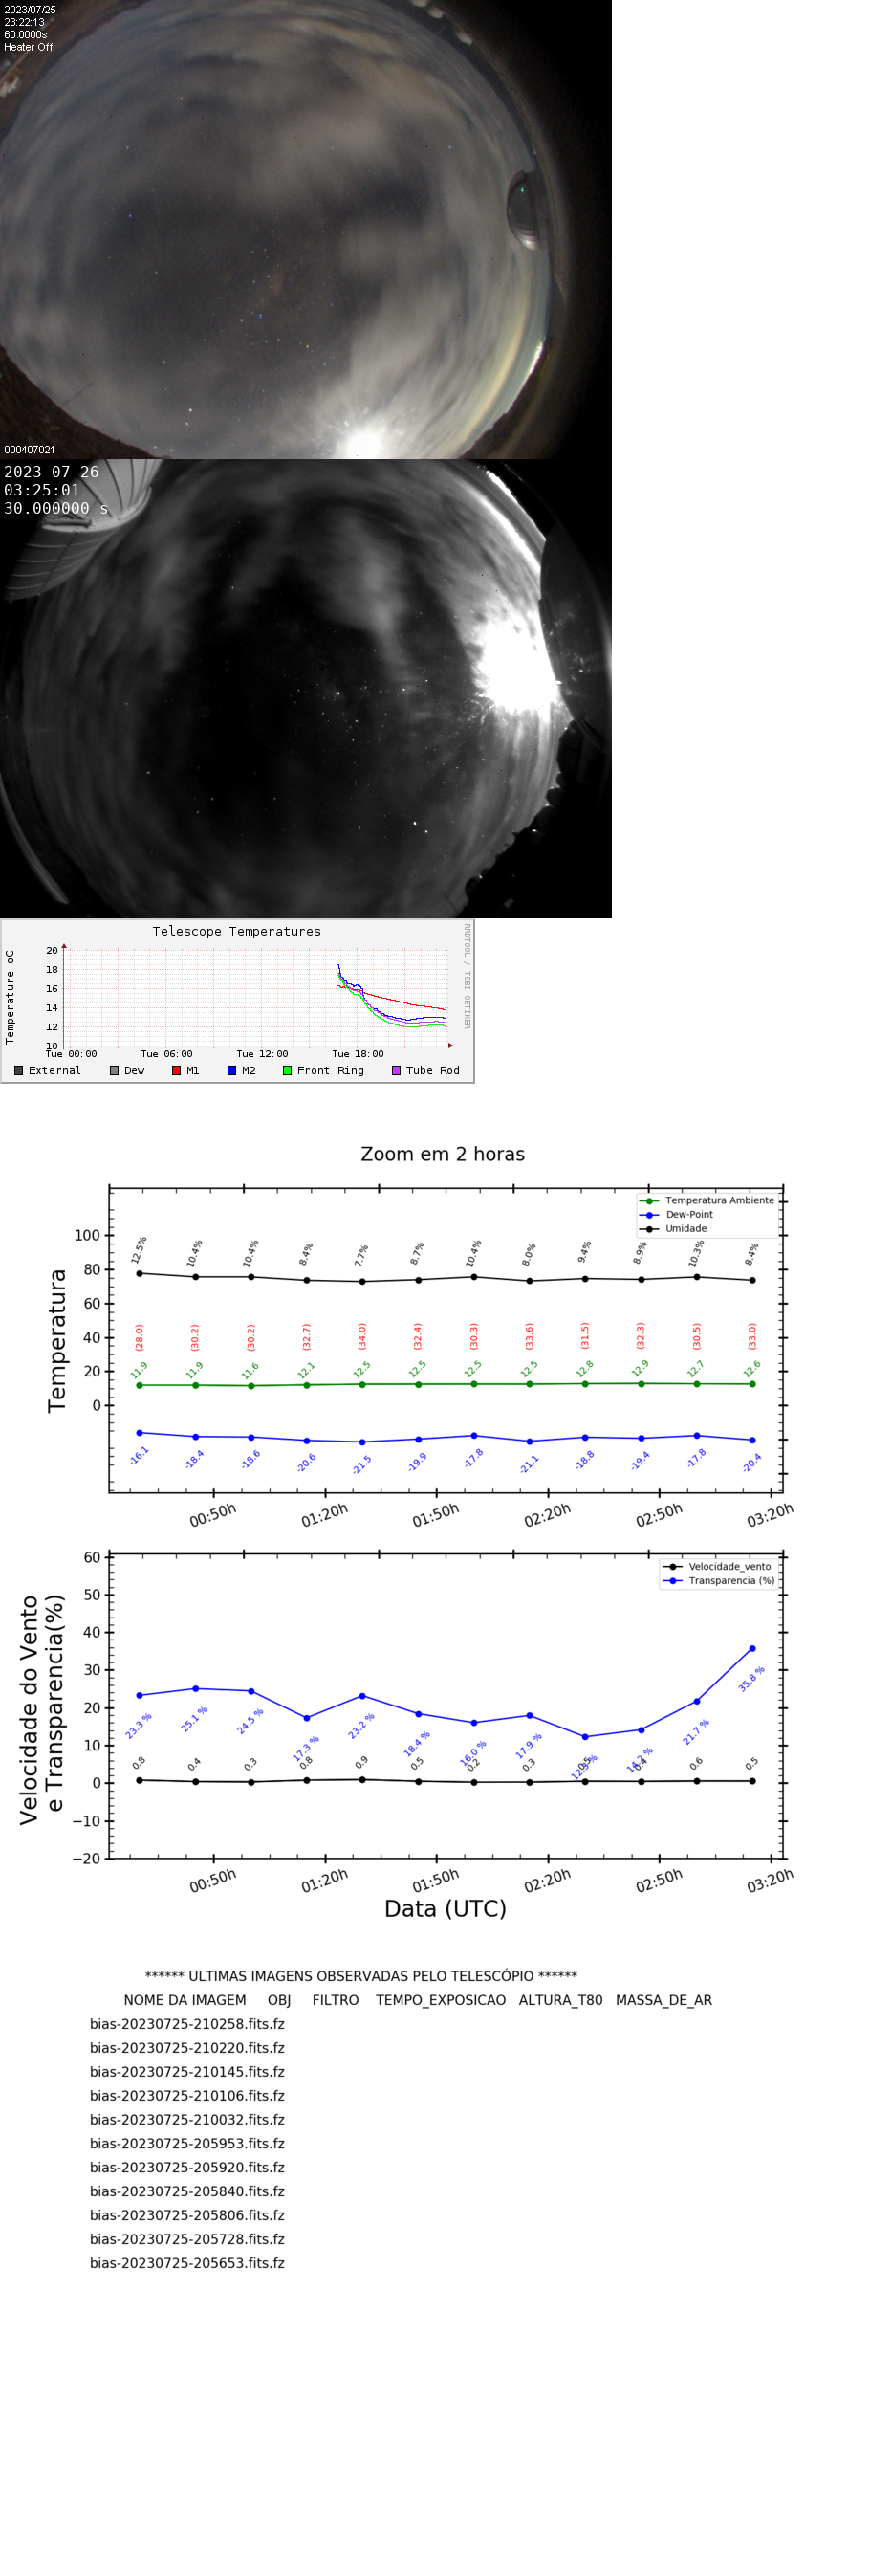 2023/07/25
23:22:13
60.0000s
Heater Off
000407021
2023-07-26
03:25:01
30.000000 s
Telescope Temperatures
RRDTOOL / TOBI OETIKER
Temperature oC
20
18
16
14
12
10
Tue 00:00 Tue 06:00 Tue 12:00 Tue 18:00
External Dew M1 M2 Front Ring Tube Rod
Zoom em 2 horas
Temperatura Ambiente
Dew-Point
Umidade
Temperatura
100
80
60
40
20
0
12.5% 10.4% 10.4% 8.4% 7.7% 8.7% 10.4% 8.0% 9.4% 8.9% 10.3% 8.4%
(28.0) (30.2) (30.2) (32.7) (34.0) (32.4) (30.3) (33.6) (31.5) (32.3) (30.5) (33.0)
11.9 11.9 11.6 12.1 12.5 12.5 12.5 12.5 12.8 12.9 12.7 12.6
-16.1 -18.4 -18.6 -20.6 -21.5 -19.9 -17.8 -21.1 -18.8 -19.4 -17.8 -20.4
00:50h 01:20h 01:50h 02:20h 02:50h 03:20h
Velocidade_vento
Transparencia (%)
Velocidade do Vento
e Transparencia(%)
60
50
40
30
20
10
0
−10
−20
23.3 % 25.1 % 24.5 % 17.3 % 23.2 % 18.4 % 16.0 % 17.9 % 21.7 % 35.8 %
0.8 0.4 0.3 0.8 0.9 0.5 0.2 0.3 0.6 0.5
00:50h 01:20h 01:50h 02:20h 02:50h 03:20h
Data (UTC)
****** ULTIMAS IMAGENS OBSERVADAS PELO TELESCÓPIO ******
NOME DA IMAGEM OBJ FILTRO TEMPO_EXPOSICAO ALTURA_T80 MASSA_DE_AR
bias-20230725-210258.fits.fz
bias-20230725-210220.fits.fz
bias-20230725-210145.fits.fz
bias-20230725-210106.fits.fz
bias-20230725-210032.fits.fz
bias-20230725-205953.fits.fz
bias-20230725-205920.fits.fz
bias-20230725-205840.fits.fz
bias-20230725-205806.fits.fz
bias-20230725-205728.fits.fz
bias-20230725-205653.fits.fz